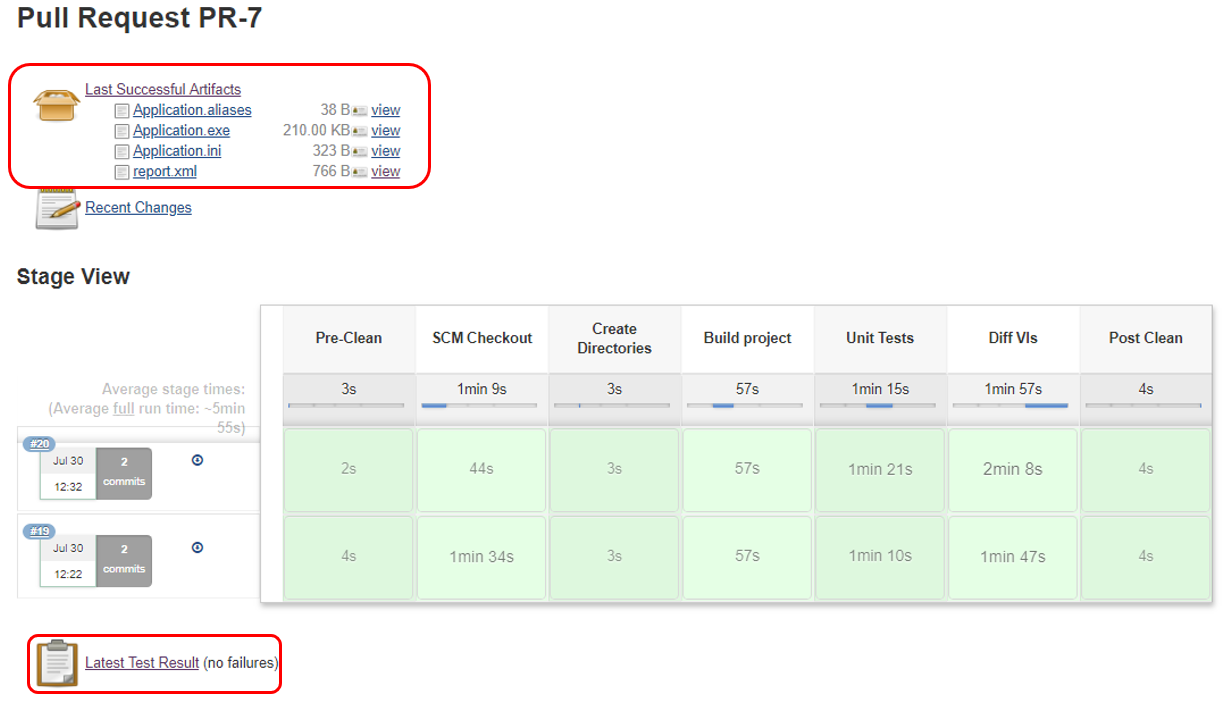 Pull Request PR-7
Last Successful Artifacts
Application.aliases 38 B view
Application.exe 210.00 KB view
Application.ini 323 B view
report.xml 766 B view
Recent Changes
Stage View
Pre-Clean SCM Checkout Create Directories Build project Unit Tests Diff VIs Post Clean
Average stage times: 3s 1min 9s 3s 57s 1min 15s 1min 57s 4s
(Average full run time: ~5min
55s)
#20
Jul 30 2 2s 44s 3s 57s 1min 21s 2min 8s 4s
12:32 commits
#19
Jul 30 2 4s 1min 34s 3s 57s 1min 10s 1min 47s 4s
12:22 commits
Latest Test Result (no failures)